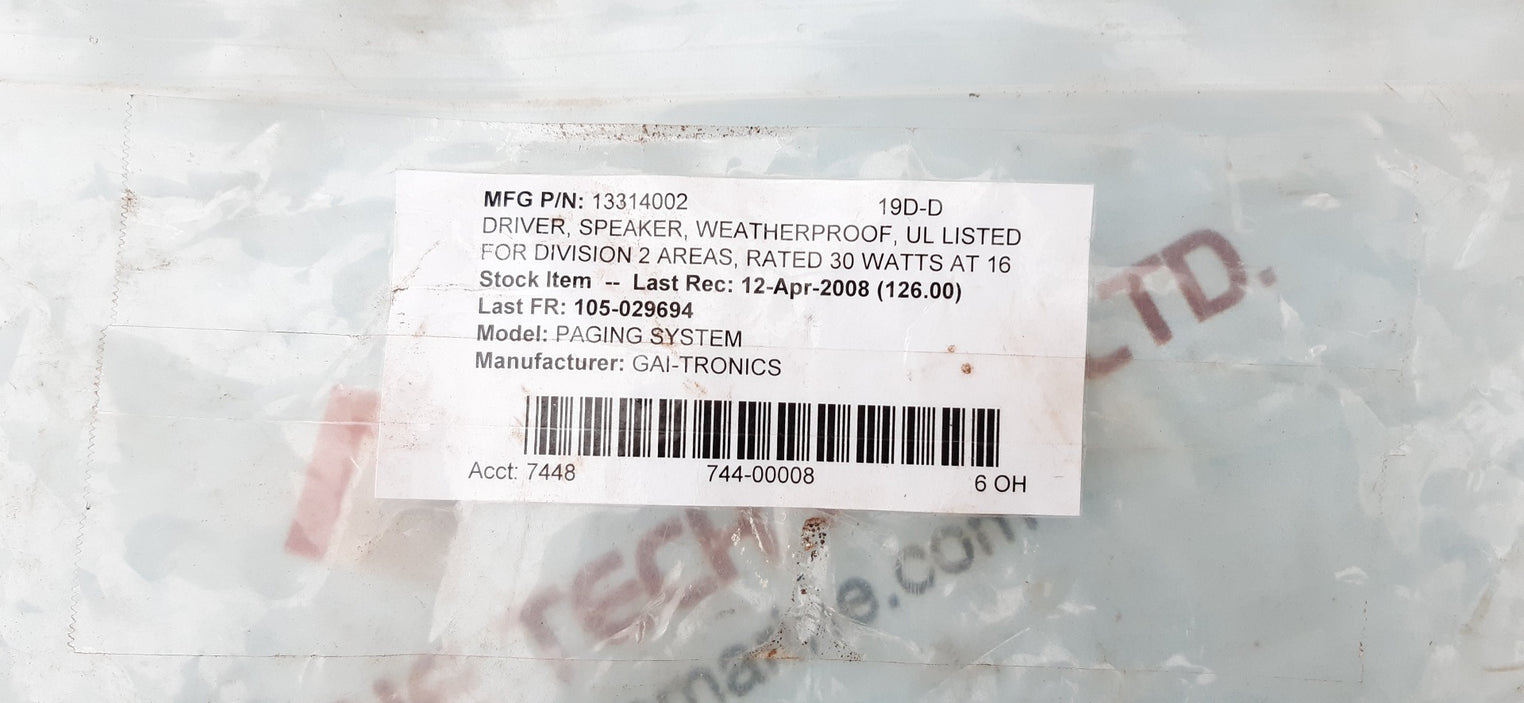 MFG P/N: 13314002 19D-D
DRIVER, SPEAKER, WEATHERPROOF, UL LISTED
FOR DIVISION 2 AREAS, RATED 30 WATTS AT 16
Stock Item -- Last Rec: 12-Apr-2008 (126.00)
Last FR: 105-029694
Model: PAGING SYSTEM
Manufacturer: GAI-TRONICS
Acct: 7448 744-00008 6 OH
LTD.